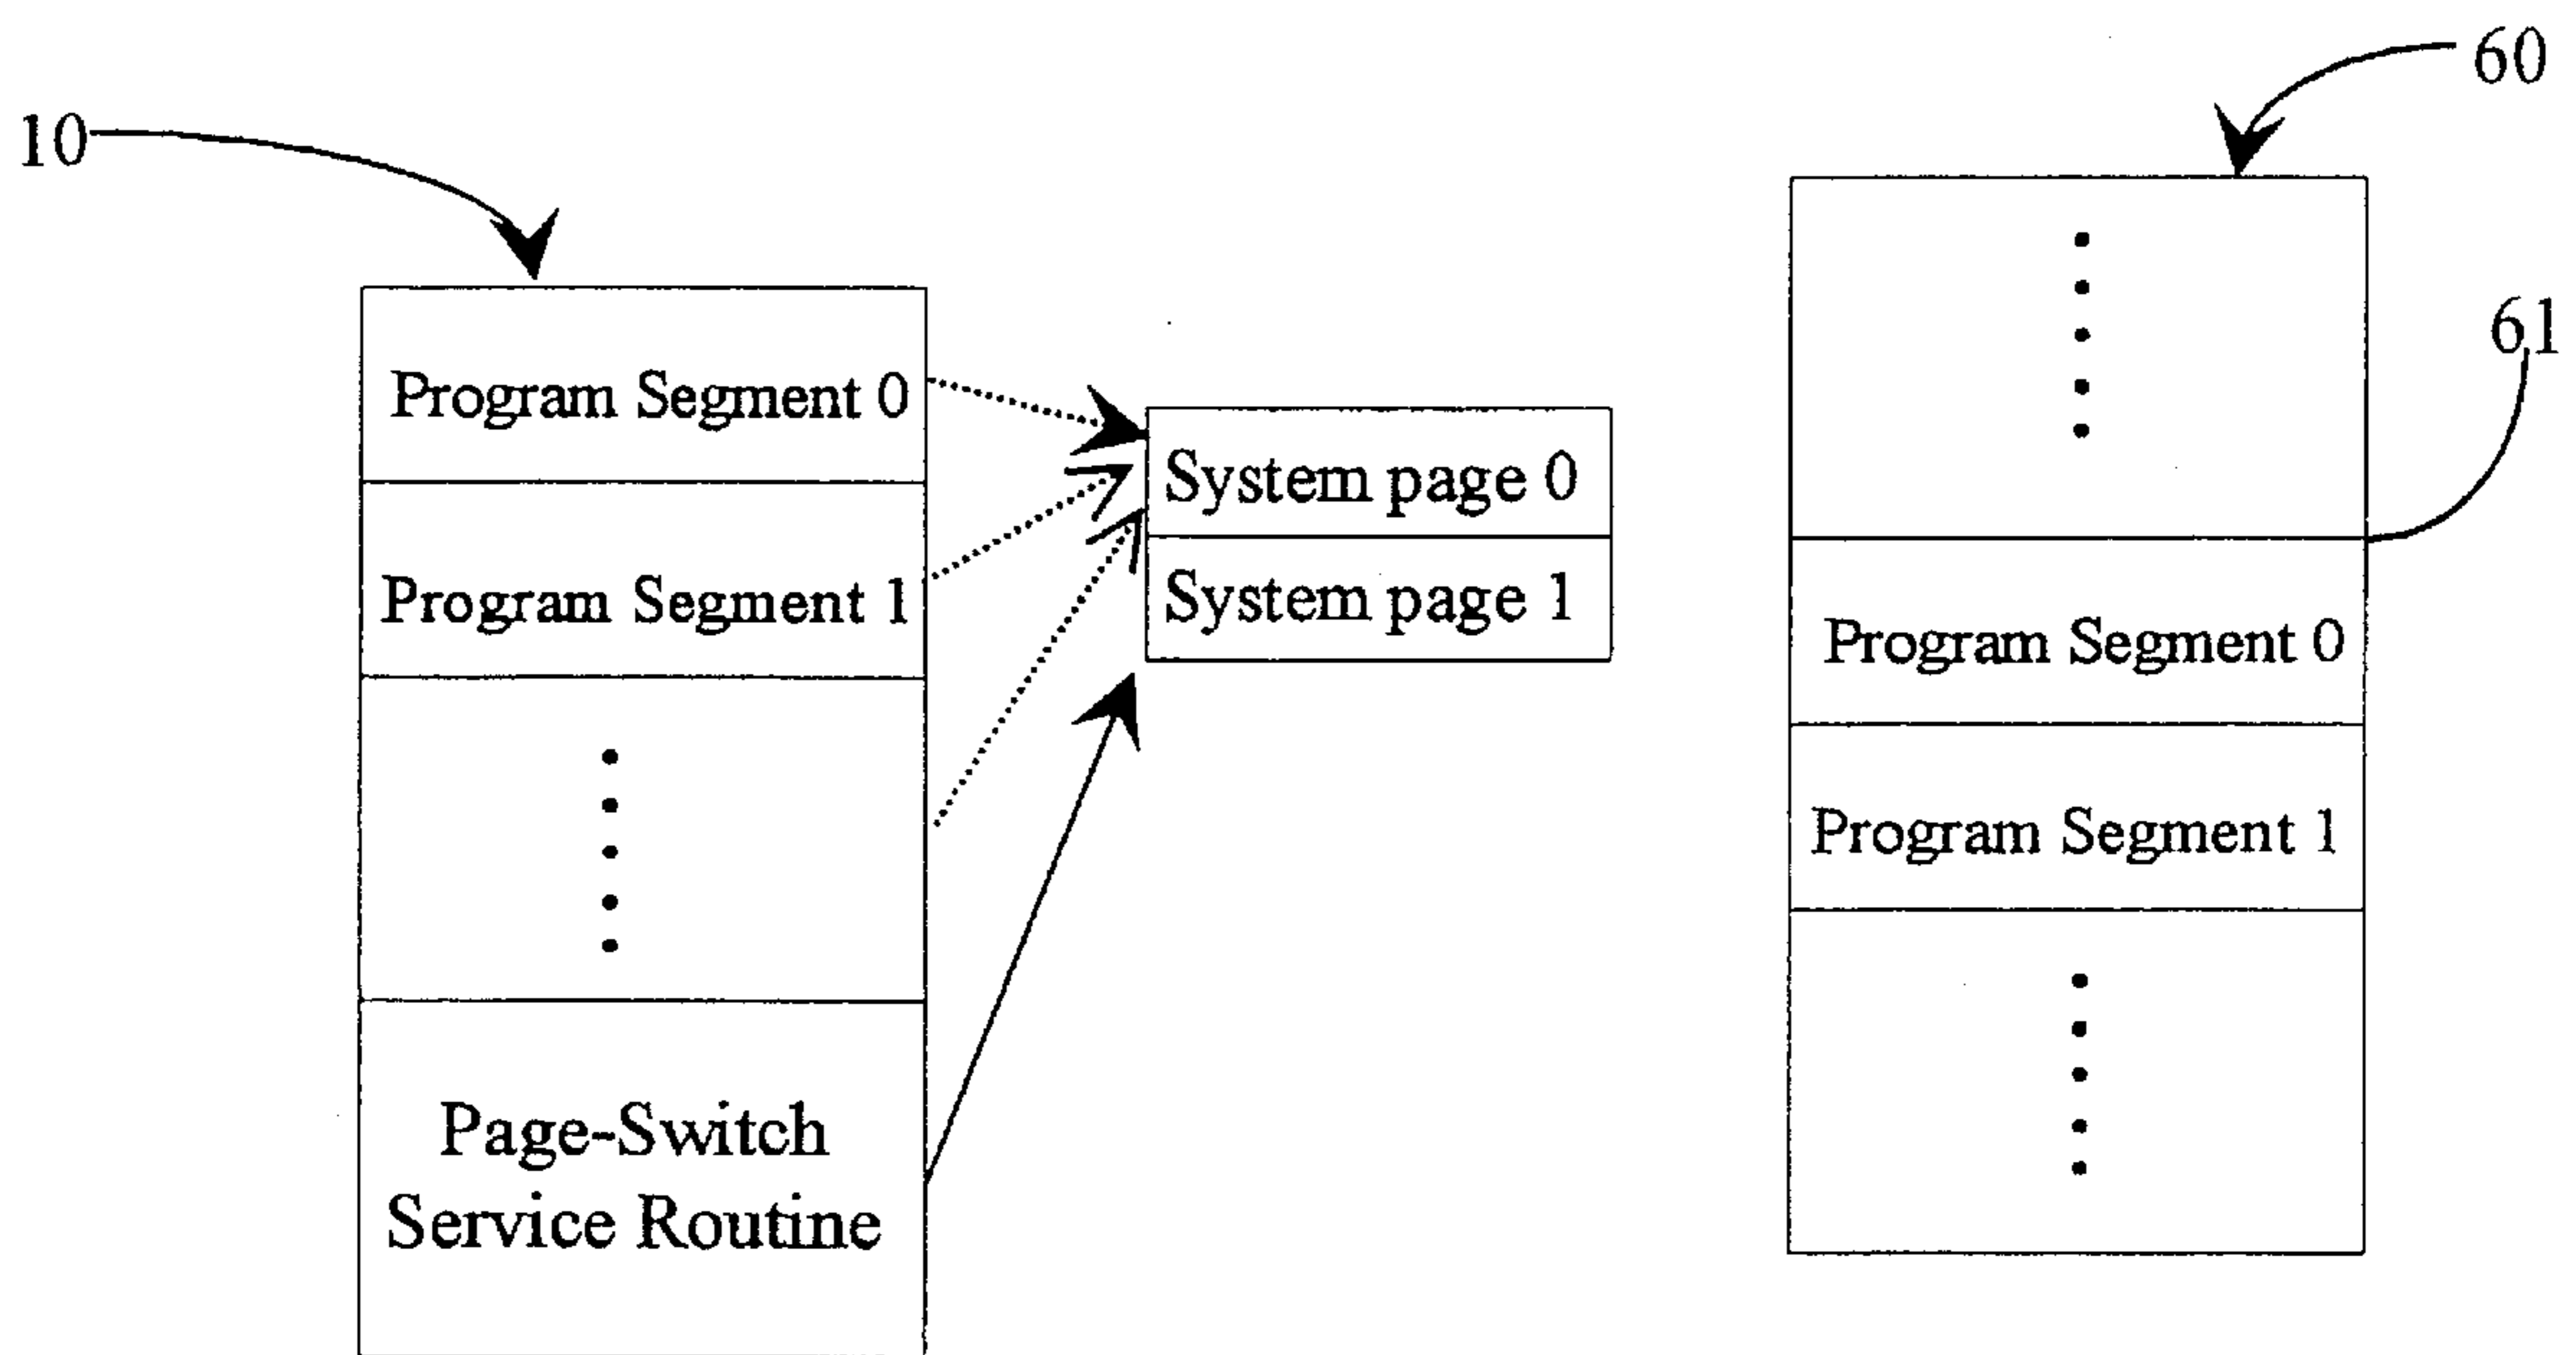 10
60
61
Program Segment 0
Program Segment 1
Page-Switch
Service Routine
System page 0
System page 1
Program Segment 0
Program Segment 1